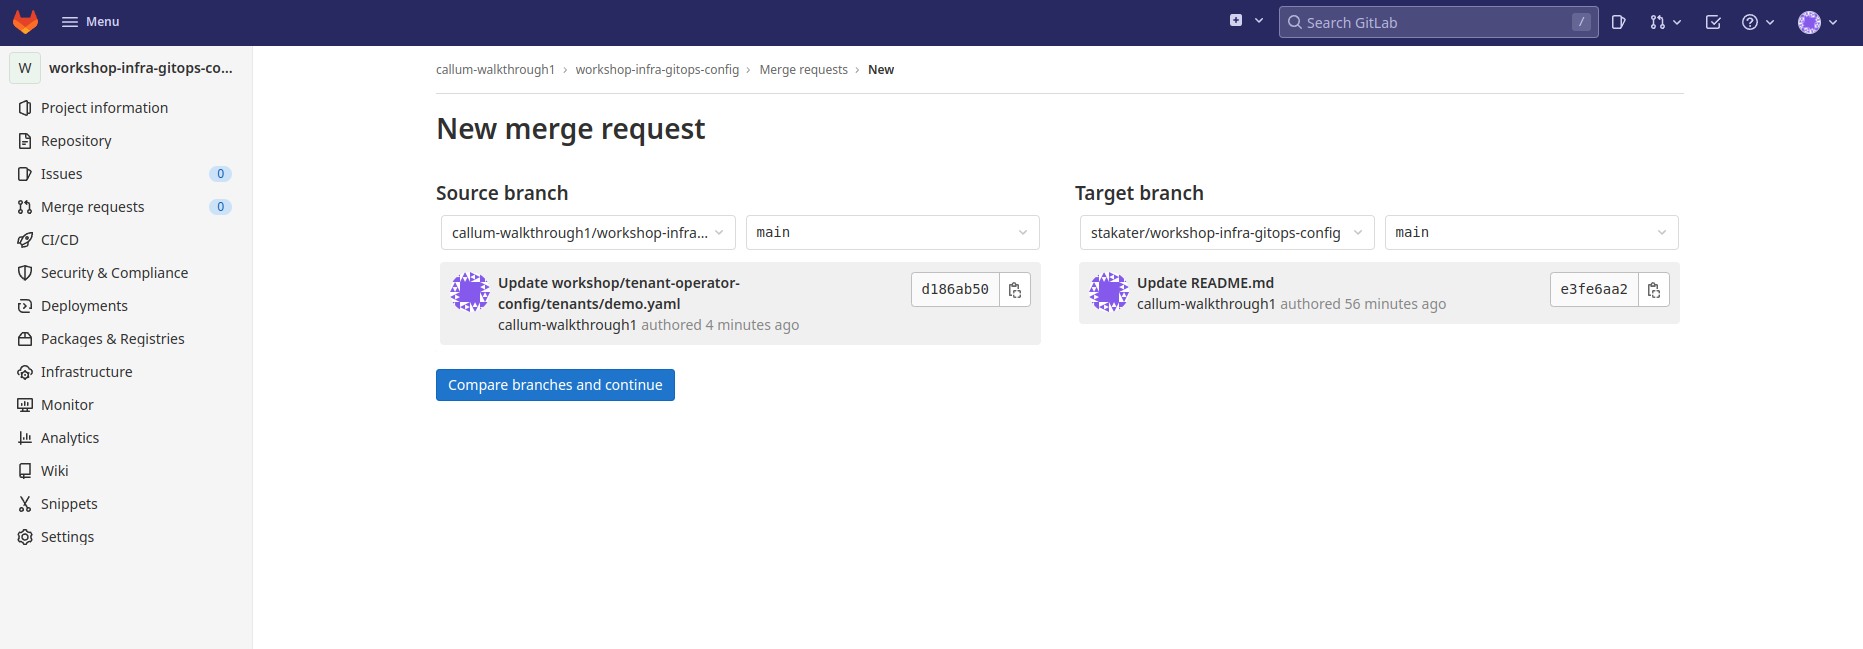 Menu
Search GitLab /
W workshop-infra-gitops-co...
Project information
Repository
Issues 0
Merge requests 0
CI/CD
Security & Compliance
Deployments
Packages & Registries
Infrastructure
Monitor
Analytics
Wiki
Snippets
Settings
callum-walkthrough1 › workshop-infra-gitops-config › Merge requests › New
New merge request
Source branch
callum-walkthrough1/workshop-infra... main
Update workshop/tenant-operator-
config/tenants/demo.yaml
callum-walkthrough1 authored 4 minutes ago
d186ab50
Target branch
stakater/workshop-infra-gitops-config main
Update README.md
callum-walkthrough1 authored 56 minutes ago
e3fe6aa2
Compare branches and continue